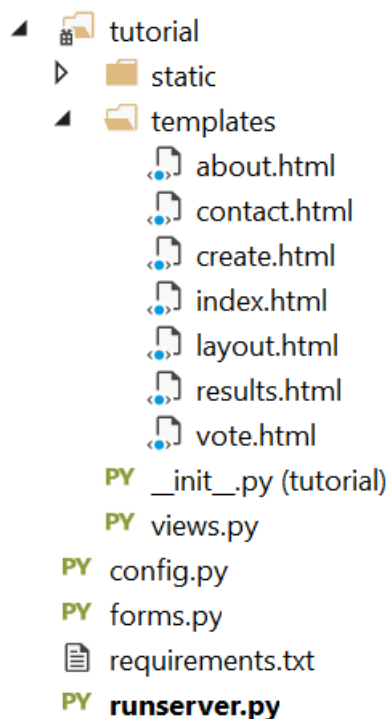 tutorial
static
templates
about.html
contact.html
create.html
index.html
layout.html
results.html
vote.html
PY __init__.py (tutorial)
PY views.py
PY config.py
PY forms.py
requirements.txt
PY runserver.py